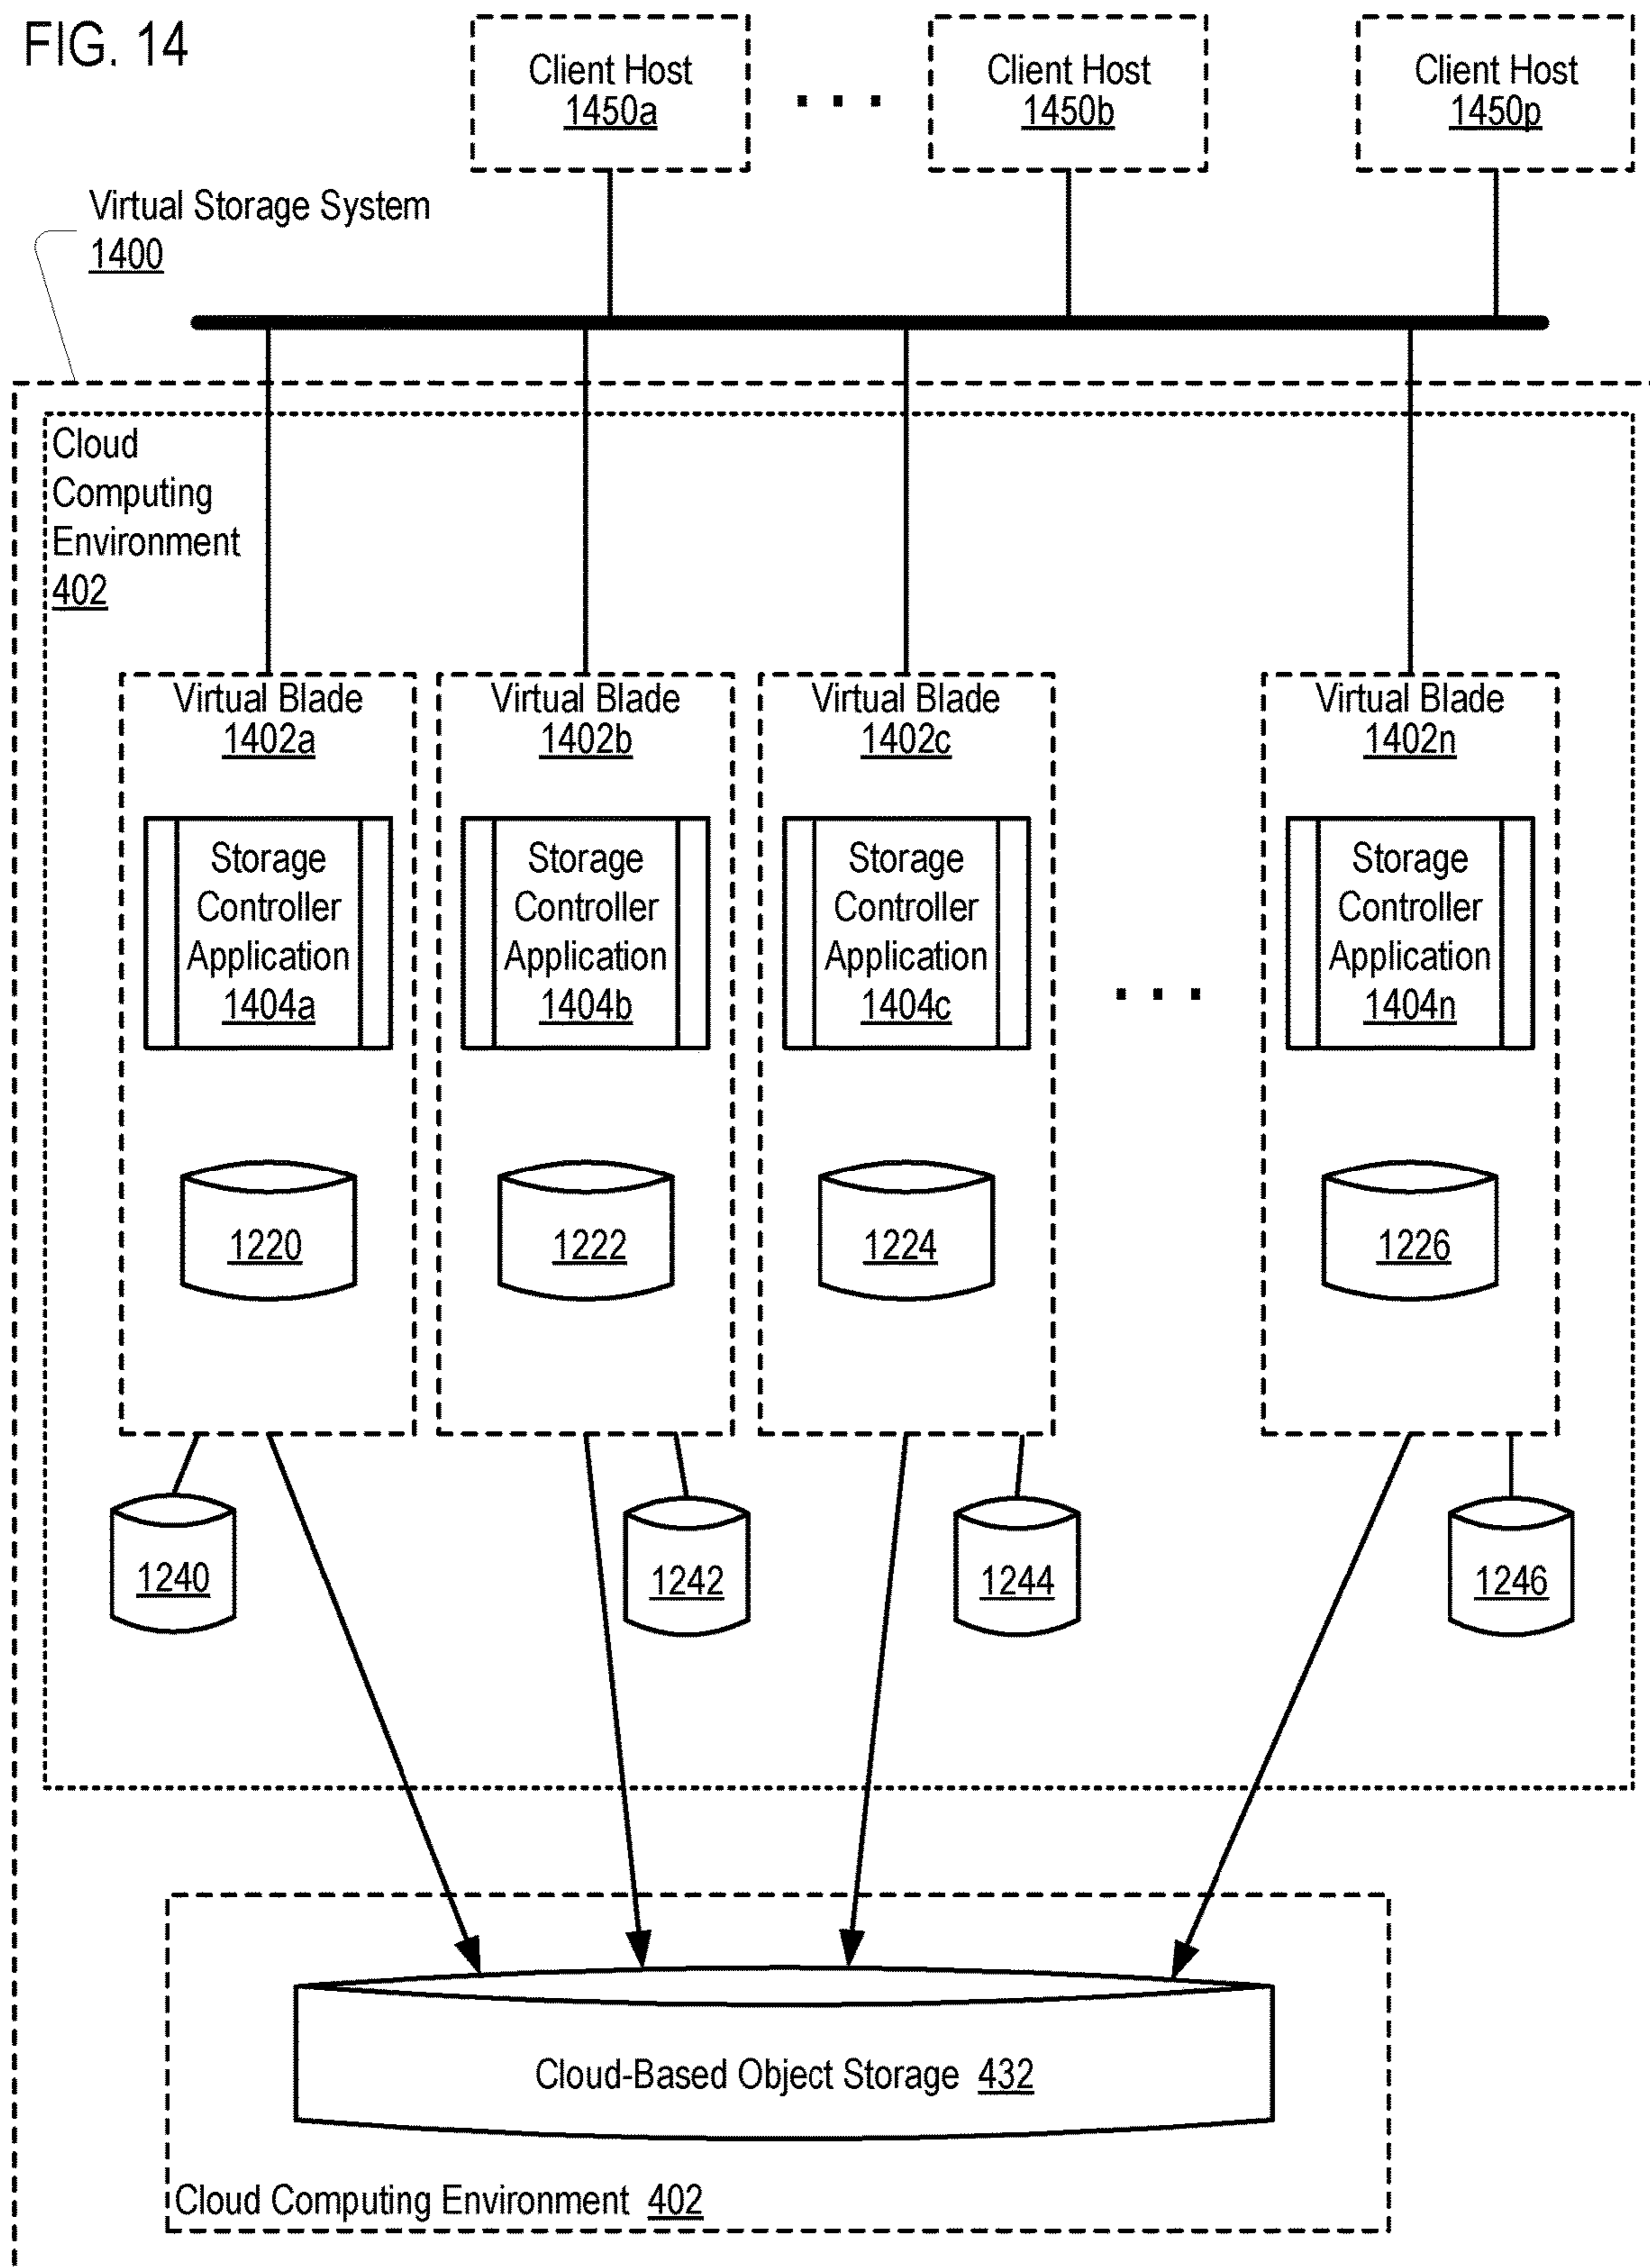 FIG. 14
Client Host
1450a
Client Host
1450b
Client Host
1450p
Virtual Storage System
1400
Cloud
Computing
Environment
402
Virtual Blade
1402a
Storage
Controller
Application
1404a
1220
Virtual Blade
1402b
Storage
Controller
Application
1404b
1222
Virtual Blade
1402c
Storage
Controller
Application
1404c
1224
Virtual Blade
1402n
Storage
Controller
Application
1404n
1226
1240
1242
1244
1246
Cloud-Based Object Storage 432
Cloud Computing Environment 402